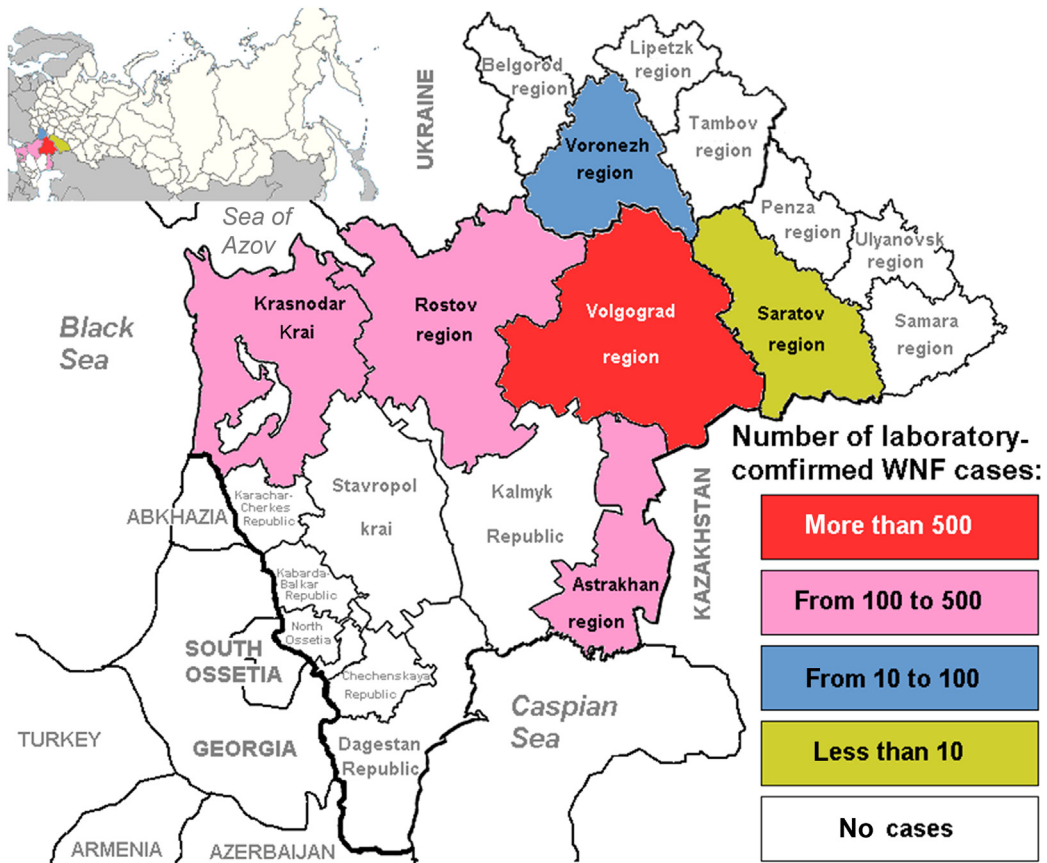 UKRAINE
Belgorod
region
Lipetzk
region
Tambov
region
Voronezh
region
Penza
region
Ulyanovsk
region
Samara
region
Sea of
Azov
Krasnodar
Krai
Rostov
region
Volgograd
region
Saratov
region
Black
Sea
Stavropol
krai
Kalmyk
Republic
Astrakhan
region
KAZAKHSTAN
ABKHAZIA
Karachar-
Cherkes
Republic
Kabarda-
Balkar
Republic
North
Ossetia
Chechenskaya
Republic
SOUTH
OSSETIA
GEORGIA
Dagestan
Republic
Caspian
Sea
TURKEY
ARMENIA
AZERBAIJAN
Number of laboratory-
comfirmed WNF cases:
More than 500
From 100 to 500
From 10 to 100
Less than 10
No cases